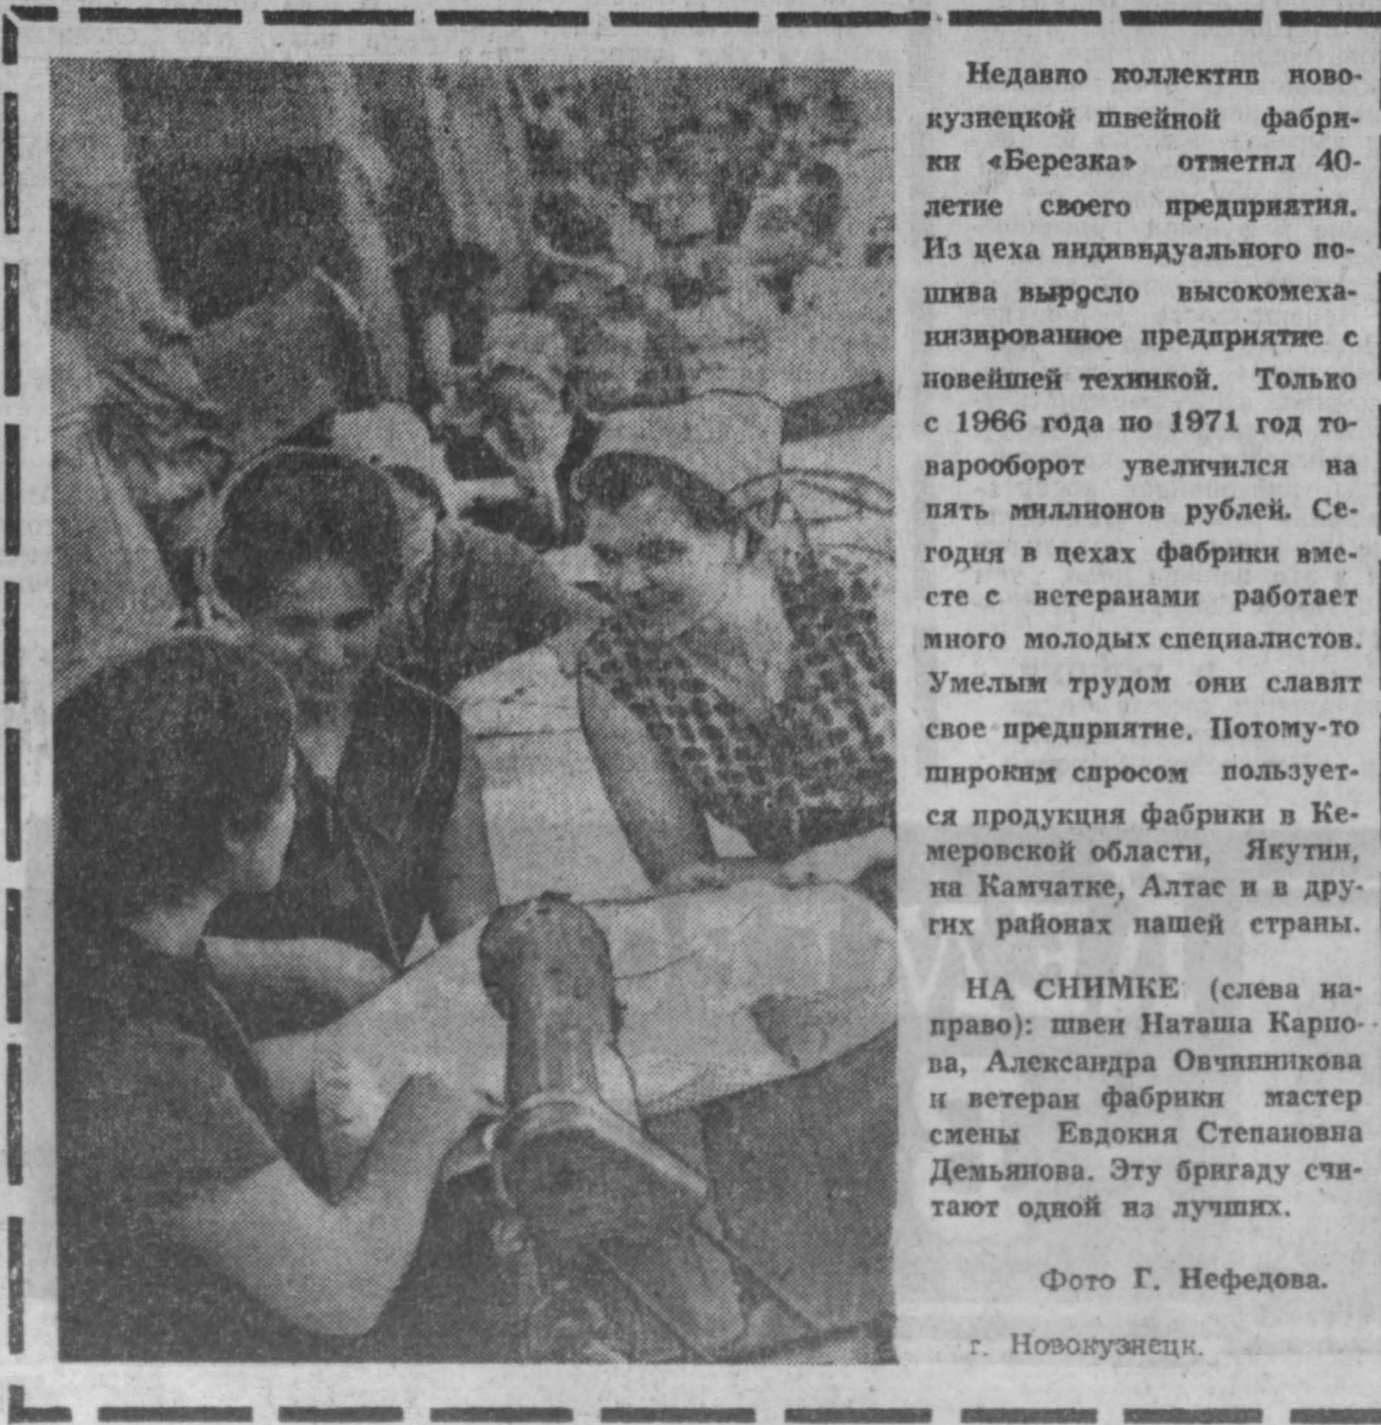 Недавно коллектив ново-
кузнецкой швейной фабри-
ки «Березка» отметил 40-
летие своего предприятия.
Из цеха индивидуального по-
шива выросло высокомеха-
низированное предприятие с
новейшей техникой. Только
с 1966 года по 1971 год то-
варооборот увеличился на
пять миллионов рублей. Се-
годня в цехах фабрики вме-
сте с ветеранами работает
много молодых специалистов.
Умелым трудом они славят
свое предприятие. Потому-то
широким спросом пользует-
ся продукция фабрики в Ке-
меровской области, Якутии,
на Камчатке, Алтае и в дру-
гих районах нашей страны.
НА СНИМКЕ (слева на-
право): швеи Наташа Карпо-
ва, Александра Овчинникова
и ветеран фабрики мастер
смены Евдокия Степановна
Демьянова. Эту бригаду счи-
тают одной из лучших.
Фото Г. Нефедова.
г. Новокузнецк.